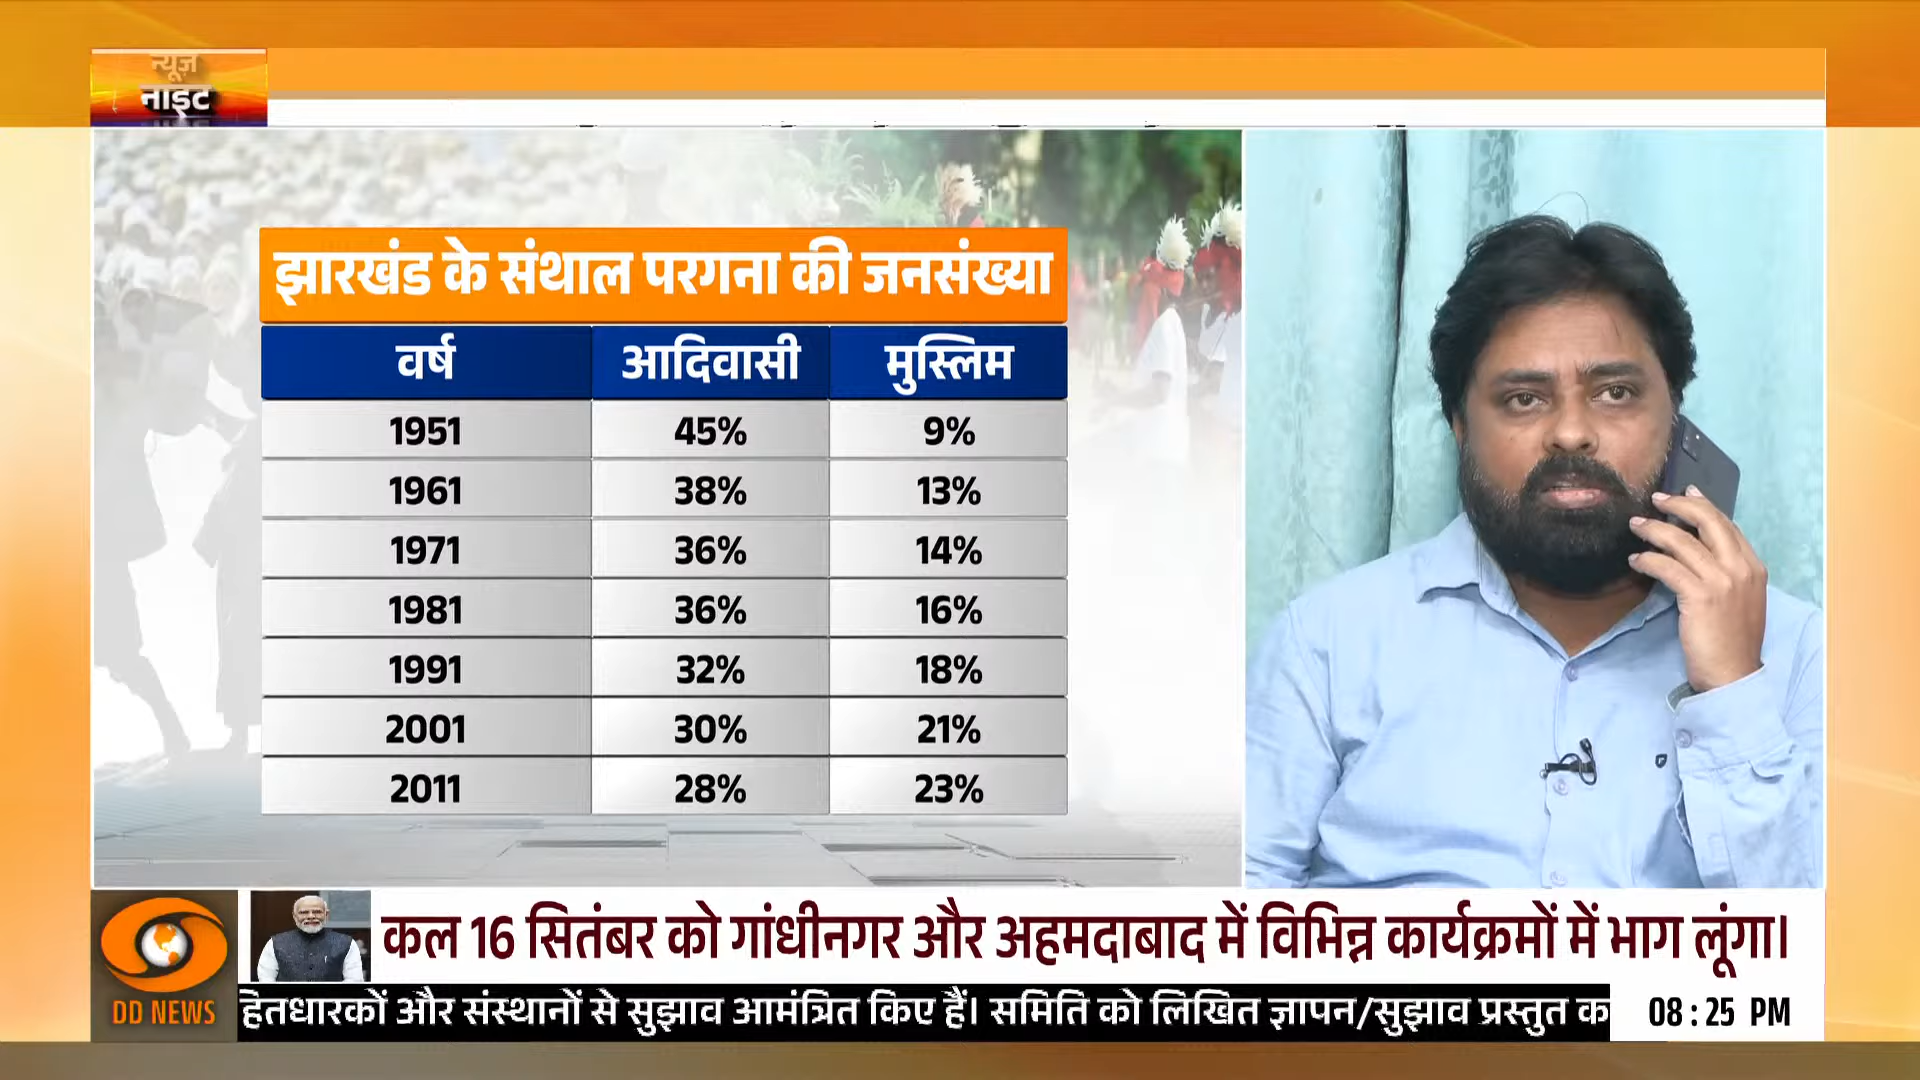 न्यूज़
नाइट
झारखंड के संथाल परगना की जनसंख्या
वर्ष आदिवासी मुस्लिम
1951 45% 9%
1961 38% 13%
1971 36% 14%
1981 36% 16%
1991 32% 18%
2001 30% 21%
2011 28% 23%
कल 16 सितंबर को गांधीनगर और अहमदाबाद में विभिन्न कार्यक्रमों में भाग लूंगा।
DD NEWS
हितधारकों और संस्थानों से सुझाव आमंत्रित किए हैं। समिति को लिखित ज्ञापन/सुझाव प्रस्तुत क
08 : 25 PM